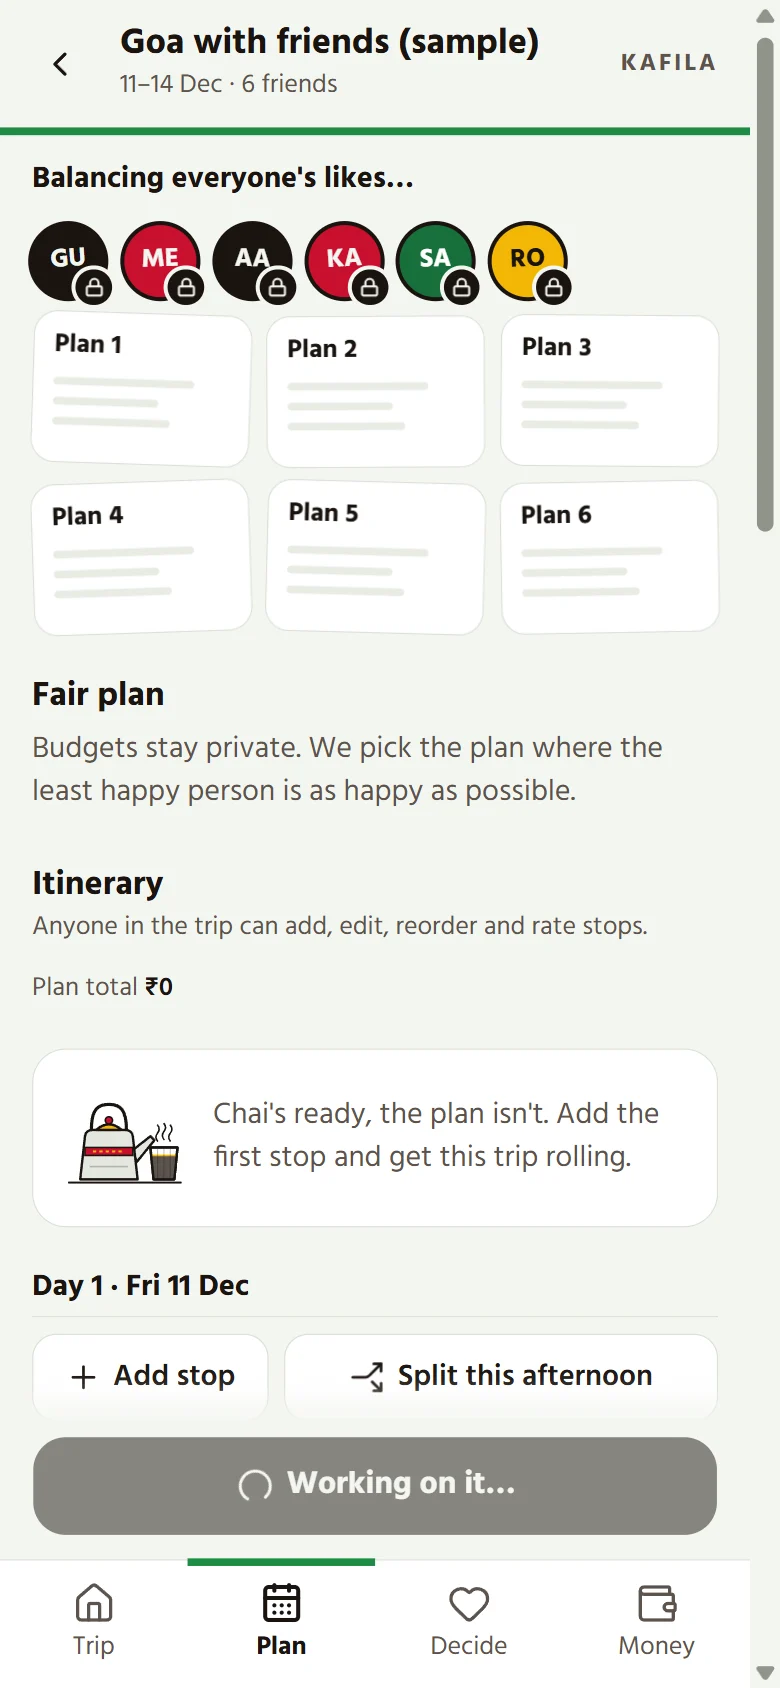 Goa with friends (sample)
11–14 Dec · 6 friends
KAFILA
Balancing everyone's likes...
GU ME AA KA SA RO
Plan 1 Plan 2 Plan 3
Plan 4 Plan 5 Plan 6
Fair plan
Budgets stay private. We pick the plan where the
least happy person is as happy as possible.
Itinerary
Anyone in the trip can add, edit, reorder and rate stops.
Plan total ₹0
Chai's ready, the plan isn't. Add the
first stop and get this trip rolling.
Day 1 · Fri 11 Dec
Add stop Split this afternoon
Working on it...
Trip Plan Decide Money